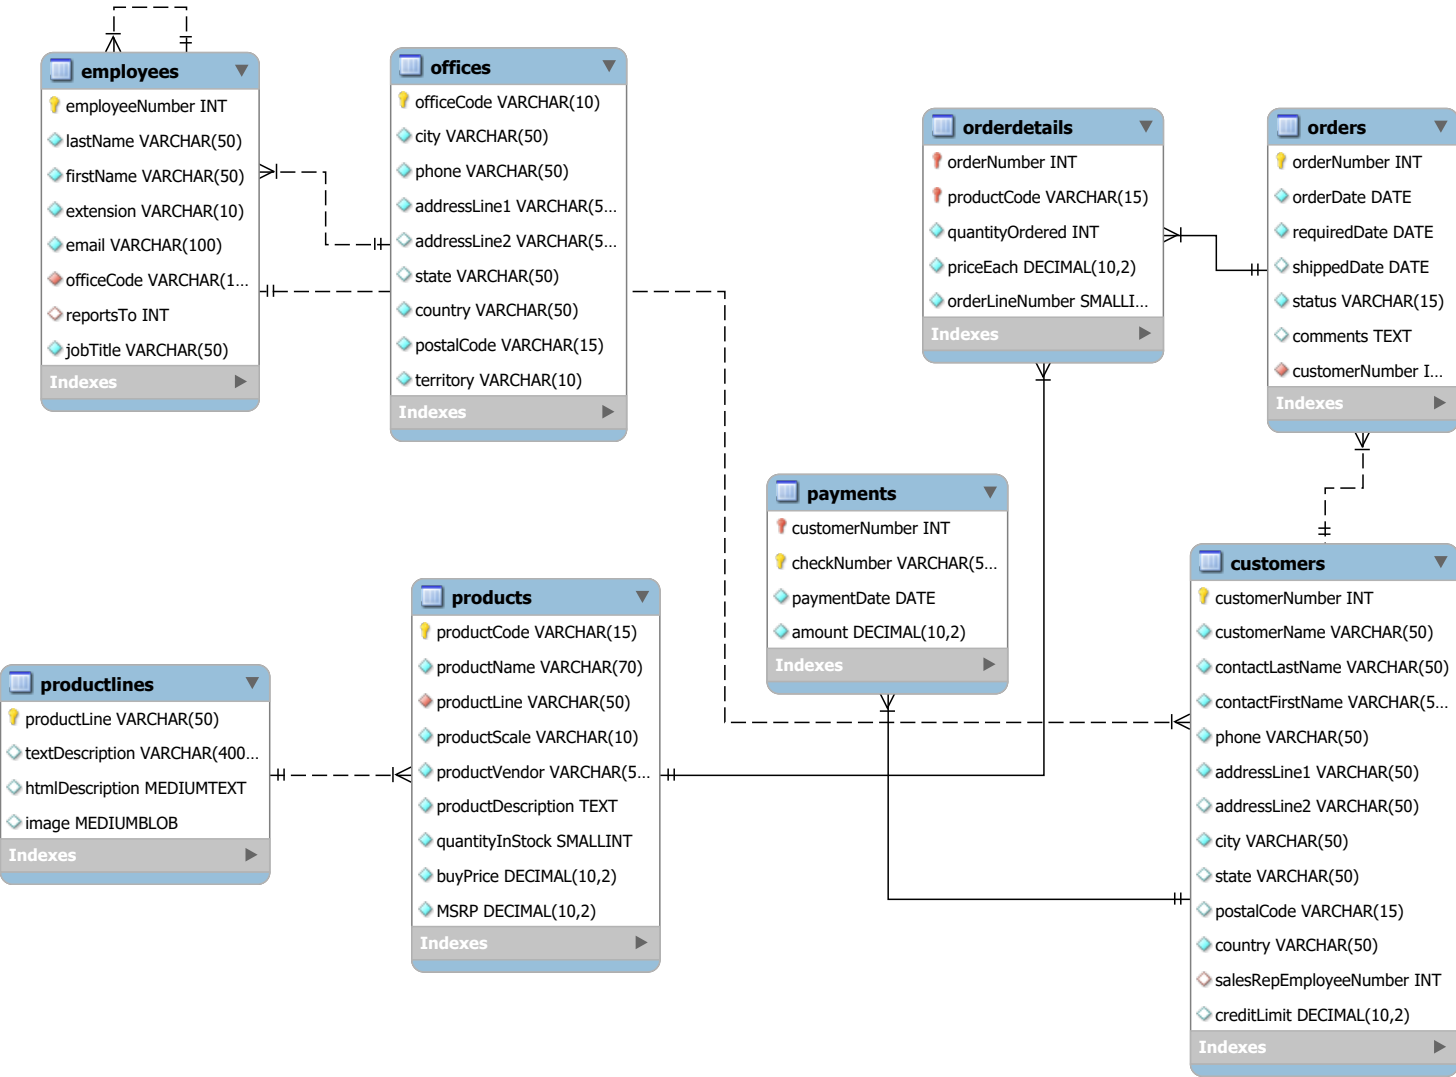 employees
employeeNumber INT
lastName VARCHAR(50)
firstName VARCHAR(50)
extension VARCHAR(10)
email VARCHAR(100)
officeCode VARCHAR(1...
reportsTo INT
jobTitle VARCHAR(50)
Indexes
offices
officeCode VARCHAR(10)
city VARCHAR(50)
phone VARCHAR(50)
addressLine1 VARCHAR(5...
addressLine2 VARCHAR(5...
state VARCHAR(50)
country VARCHAR(50)
postalCode VARCHAR(15)
territory VARCHAR(10)
Indexes
orderdetails
orderNumber INT
productCode VARCHAR(15)
quantityOrdered INT
priceEach DECIMAL(10,2)
orderLineNumber SMALLI...
Indexes
orders
orderNumber INT
orderDate DATE
requiredDate DATE
shippedDate DATE
status VARCHAR(15)
comments TEXT
customerNumber I...
Indexes
payments
customerNumber INT
checkNumber VARCHAR(5...
paymentDate DATE
amount DECIMAL(10,2)
Indexes
customers
customerNumber INT
customerName VARCHAR(50)
contactLastName VARCHAR(50)
contactFirstName VARCHAR(5...
phone VARCHAR(50)
addressLine1 VARCHAR(50)
addressLine2 VARCHAR(50)
city VARCHAR(50)
state VARCHAR(50)
postalCode VARCHAR(15)
country VARCHAR(50)
salesRepEmployeeNumber INT
creditLimit DECIMAL(10,2)
Indexes
products
productCode VARCHAR(15)
productName VARCHAR(70)
productLine VARCHAR(50)
productScale VARCHAR(10)
productVendor VARCHAR(5...
productDescription TEXT
quantityInStock SMALLINT
buyPrice DECIMAL(10,2)
MSRP DECIMAL(10,2)
Indexes
productlines
productLine VARCHAR(50)
textDescription VARCHAR(400...
htmlDescription MEDIUMTEXT
image MEDIUMBLOB
Indexes